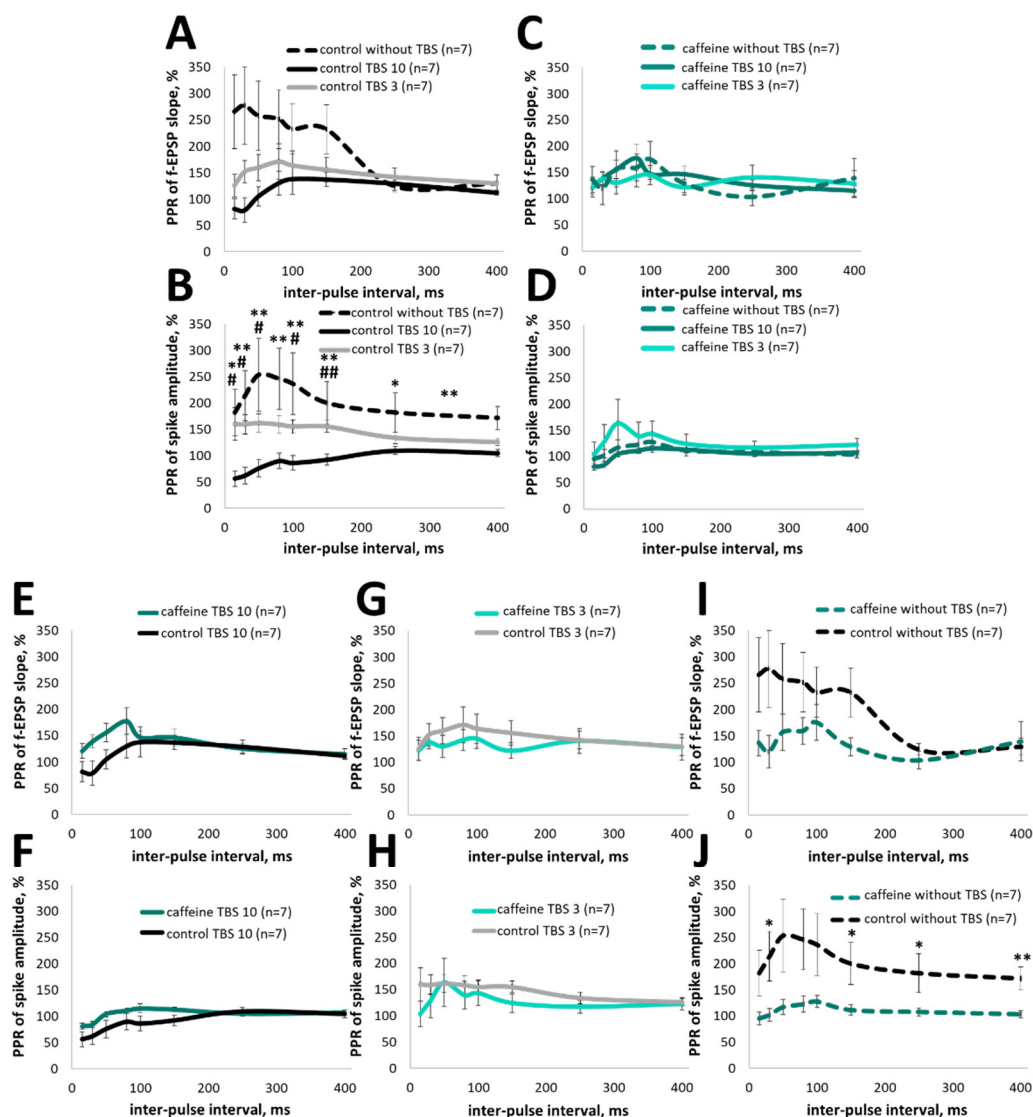 A
control without TBS (n=7)
control TBS 10 (n=7)
control TBS 3 (n=7)
PPR of f-EPSP slope, %
350
300
250
200
150
100
50
0
0 100 200 300 400
inter-pulse interval, ms
C
caffeine without TBS (n=7)
caffeine TBS 10 (n=7)
caffeine TBS 3 (n=7)
PPR of f-EPSP slope, %
350
300
250
200
150
100
50
0
0 100 200 300 400
inter-pulse interval, ms
B
control without TBS (n=7)
control TBS 10 (n=7)
control TBS 3 (n=7)
PPR of spike amplitude, %
350
300
250
200
150
100
50
0
* ** ** ** ** ** * **
# # # # ##
0 100 200 300 400
inter-pulse interval, ms
D
caffeine without TBS (n=7)
caffeine TBS 10 (n=7)
caffeine TBS 3 (n=7)
PPR of spike amplitude, %
350
300
250
200
150
100
50
0
0 100 200 300 400
inter-pulse interval, ms
E
caffeine TBS 10 (n=7)
control TBS 10 (n=7)
PPR of f-EPSP slope, %
350
300
250
200
150
100
50
0
0 100 200 300 400
inter-pulse interval, ms
G
caffeine TBS 3 (n=7)
control TBS 3 (n=7)
PPR of f-EPSP slope, %
350
300
250
200
150
100
50
0
0 100 200 300 400
inter-pulse interval, ms
I
caffeine without TBS (n=7)
control without TBS (n=7)
PPR of f-EPSP slope, %
350
300
250
200
150
100
50
0
0 100 200 300 400
inter-pulse interval, ms
F
caffeine TBS 10 (n=7)
control TBS 10 (n=7)
PPR of spike amplitude, %
350
300
250
200
150
100
50
0
0 100 200 300 400
inter-pulse interval, ms
H
caffeine TBS 3 (n=7)
control TBS 3 (n=7)
PPR of spike amplitude, %
350
300
250
200
150
100
50
0
0 100 200 300 400
inter-pulse interval, ms
J
caffeine without TBS (n=7)
control without TBS (n=7)
PPR of spike amplitude, %
350
300
250
200
150
100
50
0
* * * **
0 100 200 300 400
inter-pulse interval, ms